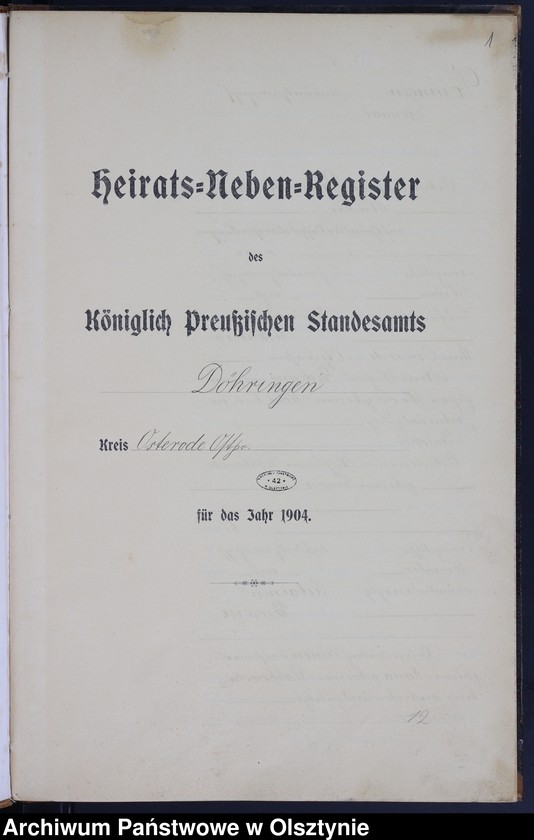 1
Heirats=Neben=Register
des
Königlich Preußischen Standesamts
Döhringen
Kreis Osterode Ostpr.
42
für das Jahr 1904.
12
Archiwum Państwowe w Olsztynie